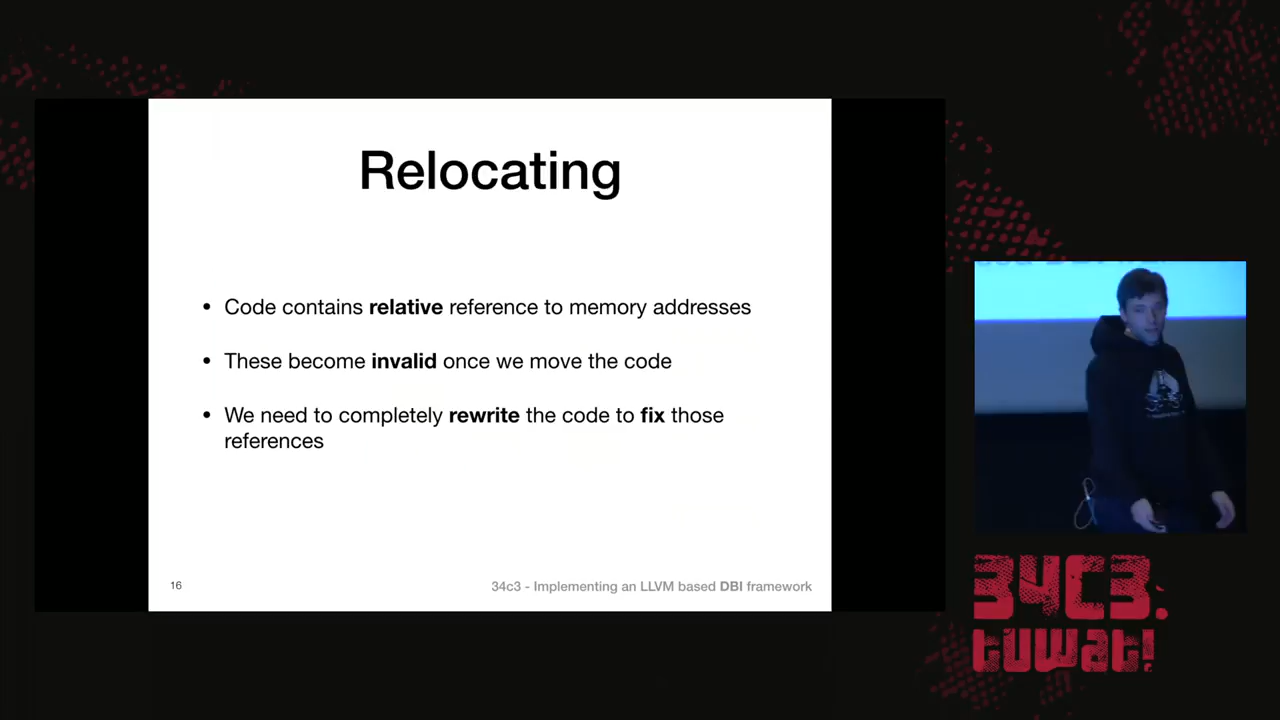 Relocating
• Code contains relative reference to memory addresses
• These become invalid once we move the code
• We need to completely rewrite the code to fix those
references
16
34c3 - Implementing an LLVM based DBI framework
34C3.
tuwat!